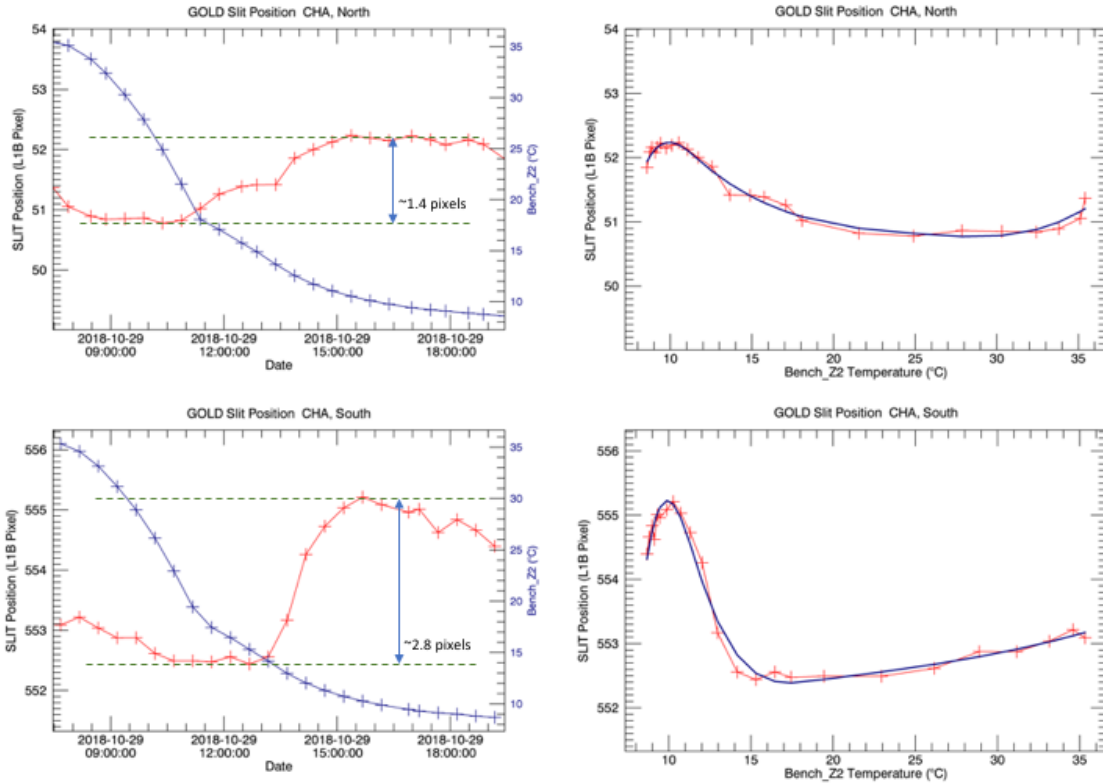 GOLD Slit Position CHA, North
54
53
52
51
50
SLIT Position (L1B Pixel)
35
30
25
20
15
10
Bench_Z2 (°C)
~1.4 pixels
2018-10-29
09:00:00
2018-10-29
12:00:00
2018-10-29
15:00:00
2018-10-29
18:00:00
Date
GOLD Slit Position CHA, North
54
53
52
51
50
SLIT Position (L1B Pixel)
10 15 20 25 30 35
Bench_Z2 Temperature (°C)
GOLD Slit Position CHA, South
556
555
554
553
552
SLIT Position (L1B Pixel)
35
30
25
20
15
10
Bench_Z2 (°C)
~2.8 pixels
2018-10-29
09:00:00
2018-10-29
12:00:00
2018-10-29
15:00:00
2018-10-29
18:00:00
Date
GOLD Slit Position CHA, South
556
555
554
553
552
SLIT Position (L1B Pixel)
10 15 20 25 30 35
Bench_Z2 Temperature (°C)